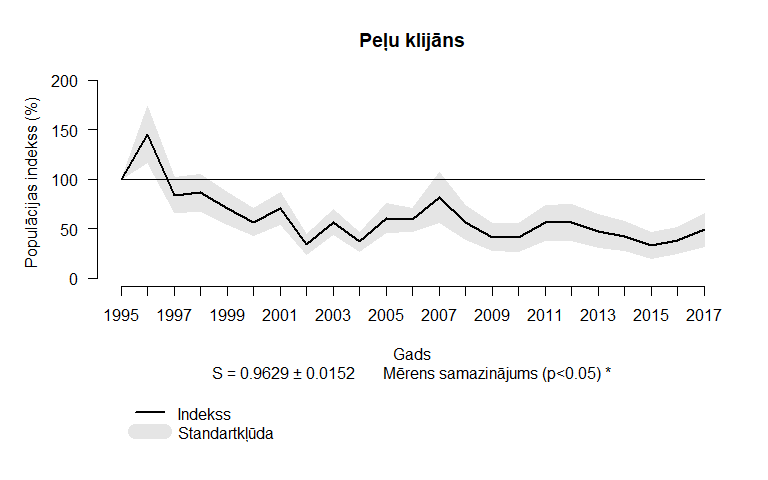 Peļu klijāns
Populācijas indekss (%)
200
150
100
50
0
1995 1997 1999 2001 2003 2005 2007 2009 2011 2013 2015 2017
Gads
S = 0.9629 ± 0.0152 Mērens samazinājums (p<0.05) *
Indekss
Standartkļūda